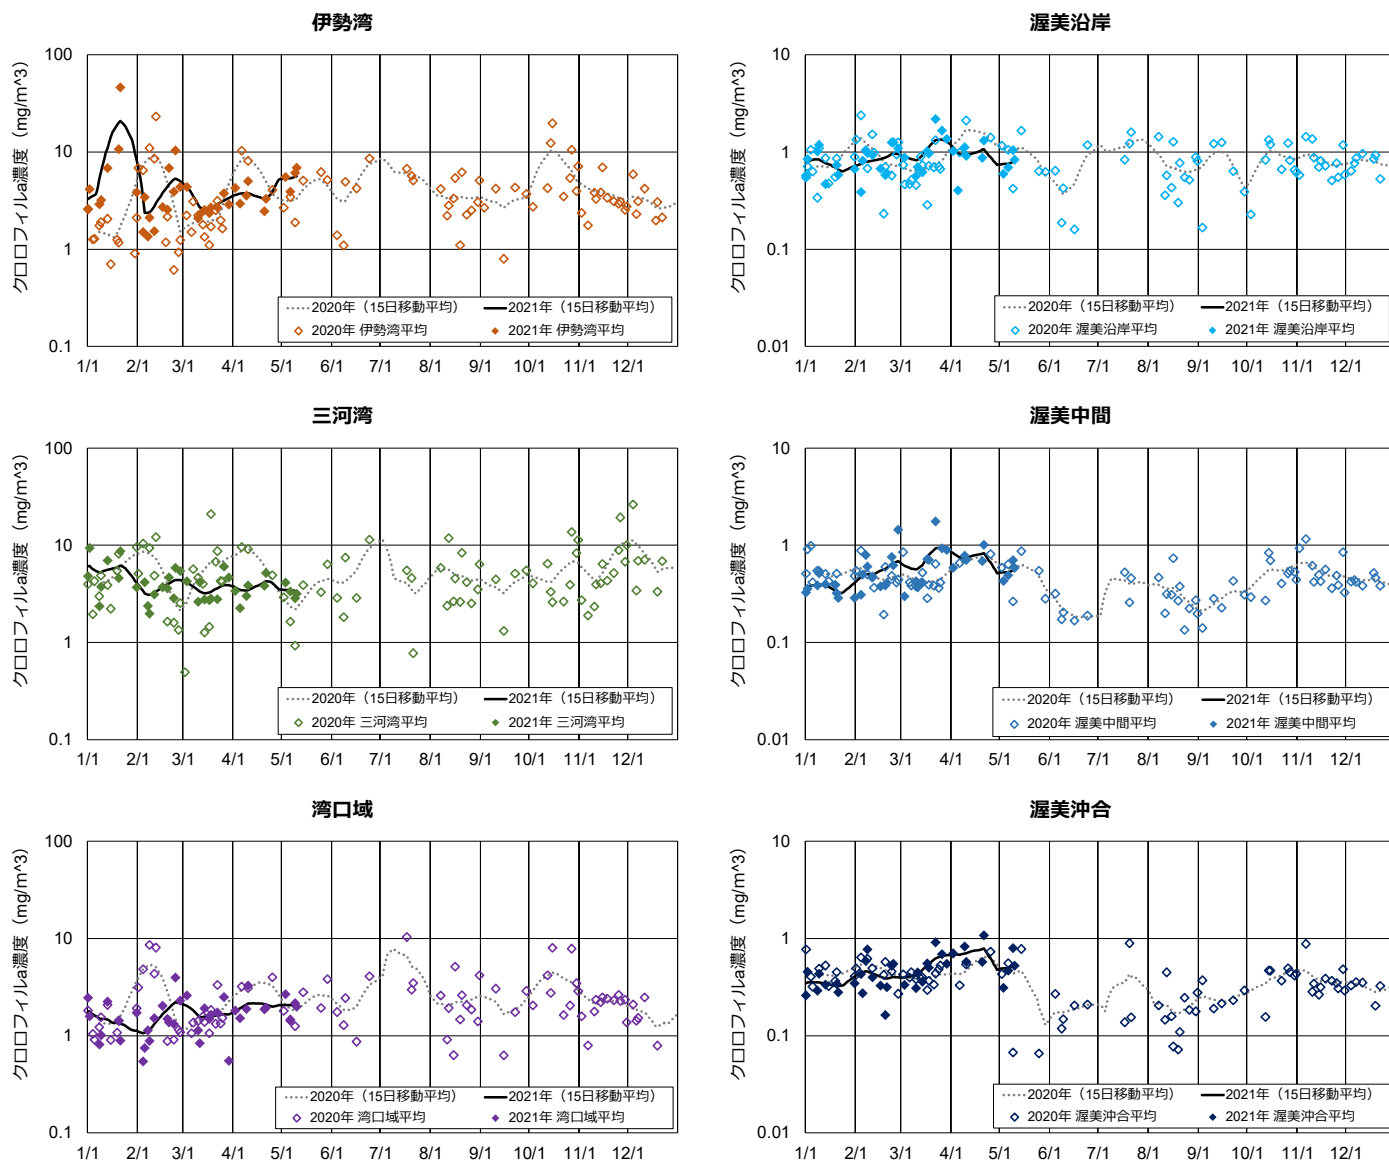 伊勢湾
クロロフィルa濃度（mg/m^3）
100
10
1
0.1
1/1 2/1 3/1 4/1 5/1 6/1 7/1 8/1 9/1 10/1 11/1 12/1
2020年（15日移動平均） 2021年（15日移動平均）
2020年 伊勢湾平均 2021年 伊勢湾平均
渥美沿岸
クロロフィルa濃度（mg/m^3）
10
1
0.1
0.01
1/1 2/1 3/1 4/1 5/1 6/1 7/1 8/1 9/1 10/1 11/1 12/1
2020年（15日移動平均） 2021年（15日移動平均）
2020年 渥美沿岸平均 2021年 渥美沿岸平均
三河湾
クロロフィルa濃度（mg/m^3）
100
10
1
0.1
1/1 2/1 3/1 4/1 5/1 6/1 7/1 8/1 9/1 10/1 11/1 12/1
2020年（15日移動平均） 2021年（15日移動平均）
2020年 三河湾平均 2021年 三河湾平均
渥美中間
クロロフィルa濃度（mg/m^3）
10
1
0.1
0.01
1/1 2/1 3/1 4/1 5/1 6/1 7/1 8/1 9/1 10/1 11/1 12/1
2020年（15日移動平均） 2021年（15日移動平均）
2020年 渥美中間平均 2021年 渥美中間平均
湾口域
クロロフィルa濃度（mg/m^3）
100
10
1
0.1
1/1 2/1 3/1 4/1 5/1 6/1 7/1 8/1 9/1 10/1 11/1 12/1
2020年（15日移動平均） 2021年（15日移動平均）
2020年 湾口域平均 2021年 湾口域平均
渥美沖合
クロロフィルa濃度（mg/m^3）
10
1
0.1
0.01
1/1 2/1 3/1 4/1 5/1 6/1 7/1 8/1 9/1 10/1 11/1 12/1
2020年（15日移動平均） 2021年（15日移動平均）
2020年 渥美沖合平均 2021年 渥美沖合平均